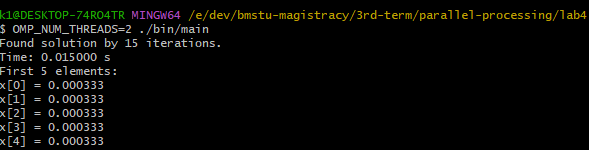 k1@DESKTOP-74RO4TR MINGW64 /e/dev/bmstu-magistracy/3rd-term/parallel-processing/lab4
$ OMP_NUM_THREADS=2 ./bin/main
Found solution by 15 iterations.
Time: 0.015000 s
First 5 elements:
x[0] = 0.000333
x[1] = 0.000333
x[2] = 0.000333
x[3] = 0.000333
x[4] = 0.000333